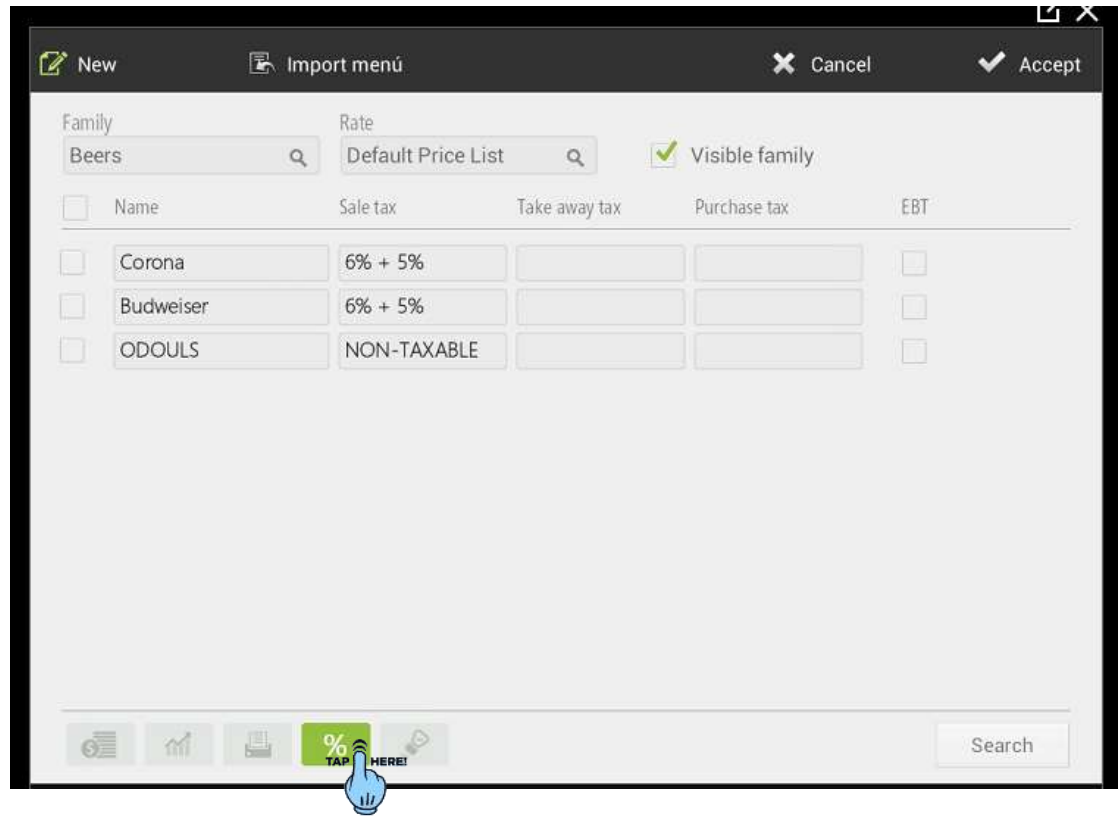 New Import menú Cancel Accept
Family Rate
Beers Default Price List Visible family
Name Sale tax Take away tax Purchase tax EBT
Corona 6% + 5%
Budweiser 6% + 5%
ODOULS NON-TAXABLE
% Search
TAP HERE!